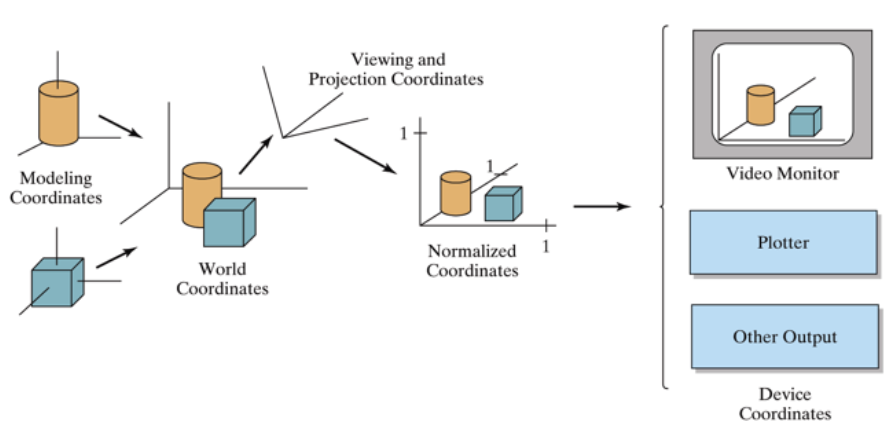 Modeling
Coordinates
World
Coordinates
Viewing and
Projection Coordinates
1
1
1
Normalized
Coordinates
Video Monitor
Plotter
Other Output
Device
Coordinates